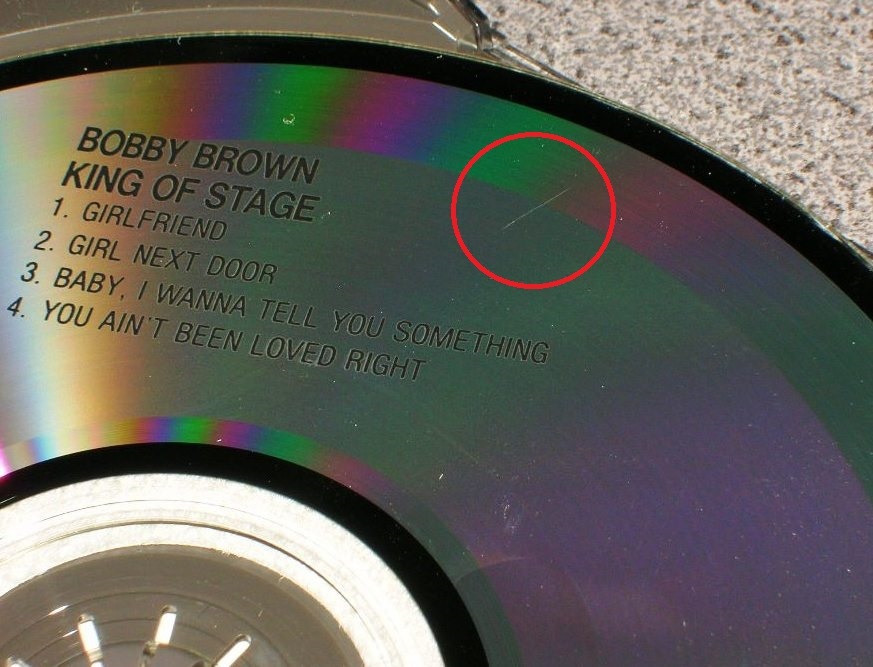 BOBBY BROWN
KING OF STAGE
1. GIRLFRIEND
2. GIRL NEXT DOOR
3. BABY, I WANNA TELL YOU SOMETHING
4. YOU AIN'T BEEN LOVED RIGHT